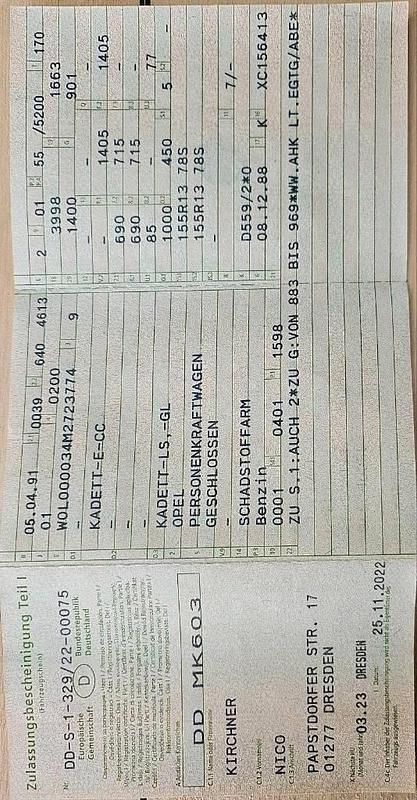 Zulassungsbescheinigung Teil I
(Fahrzeugschein)
Nr. DD-S-1-329/22-00075
Europäische
Gemeinschaft
D
Bundesrepublik
Deutschland
DD MK603
KIRCHNER
NICO
PAPSTDORFER STR. 17
01277 DRESDEN
03.23 DRESDEN
25.11.2022
05.04.91 0039 640 4613
01 0200
WOL000034M2723774 9
-
KADETT-E-CC
-
-
KADETT-LS,-GL
OPEL
PERSONENKRAFTWAGEN
GESCHLOSSEN
-
SCHADSTOFFARM
Benzin
0001 0401 1598
ZU S.1:AUCH 2*ZU G:VON 883 BIS 969*WW.AHK LT.EGTG/ABE*
2 01 55 /5200 170
3998 1663
1400 901
- - -
- 1405 1405
690 715 -
690 715 -
85 - 77
1000 450 5 -
155R13 78S
155R13 78S
-
- 7/-
D559/2*0
08.12.88 K XC156413